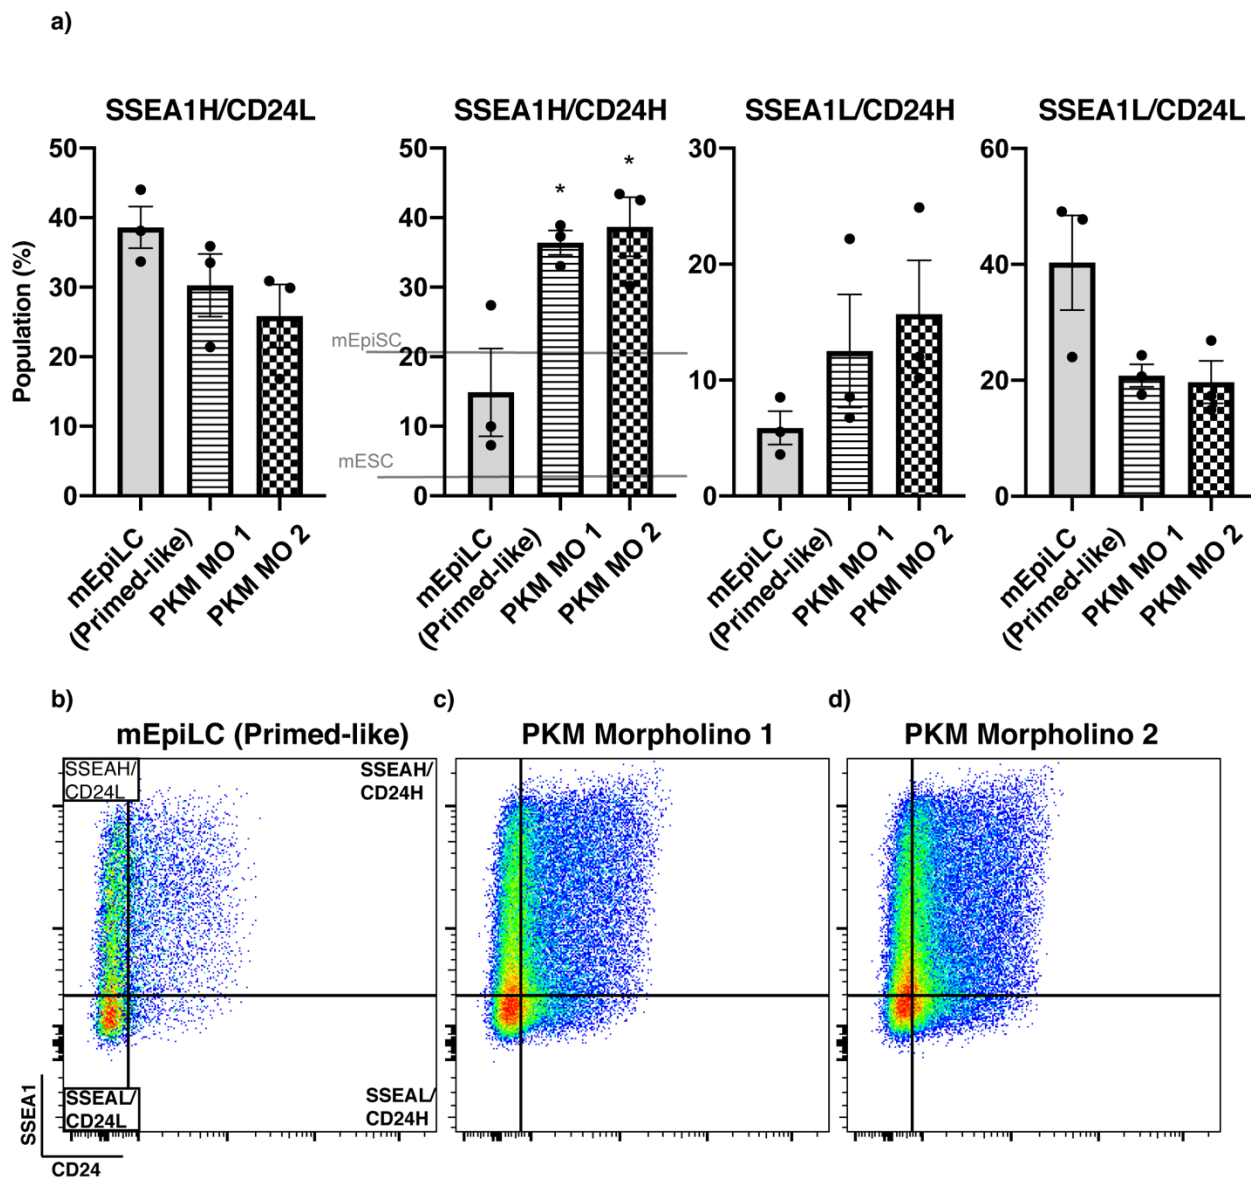 a)
SSEA1H/CD24L
SSEA1H/CD24H
SSEA1L/CD24H
SSEA1L/CD24L
Population (%)
50
40
30
20
10
0
mEpiLC
(Primed-like)
PKM MO 1
PKM MO 2
50
40
30
20
10
0
mEpiSC
mESC
*
*
mEpiLC
(Primed-like)
PKM MO 1
PKM MO 2
30
20
10
0
mEpiLC
(Primed-like)
PKM MO 1
PKM MO 2
60
40
20
0
mEpiLC
(Primed-like)
PKM MO 1
PKM MO 2
b)
mEpiLC (Primed-like)
SSEAH/
CD24L
SSEAH/
CD24H
SSEAL/
CD24L
SSEAL/
CD24H
SSEA1
CD24
c)
PKM Morpholino 1
d)
PKM Morpholino 2